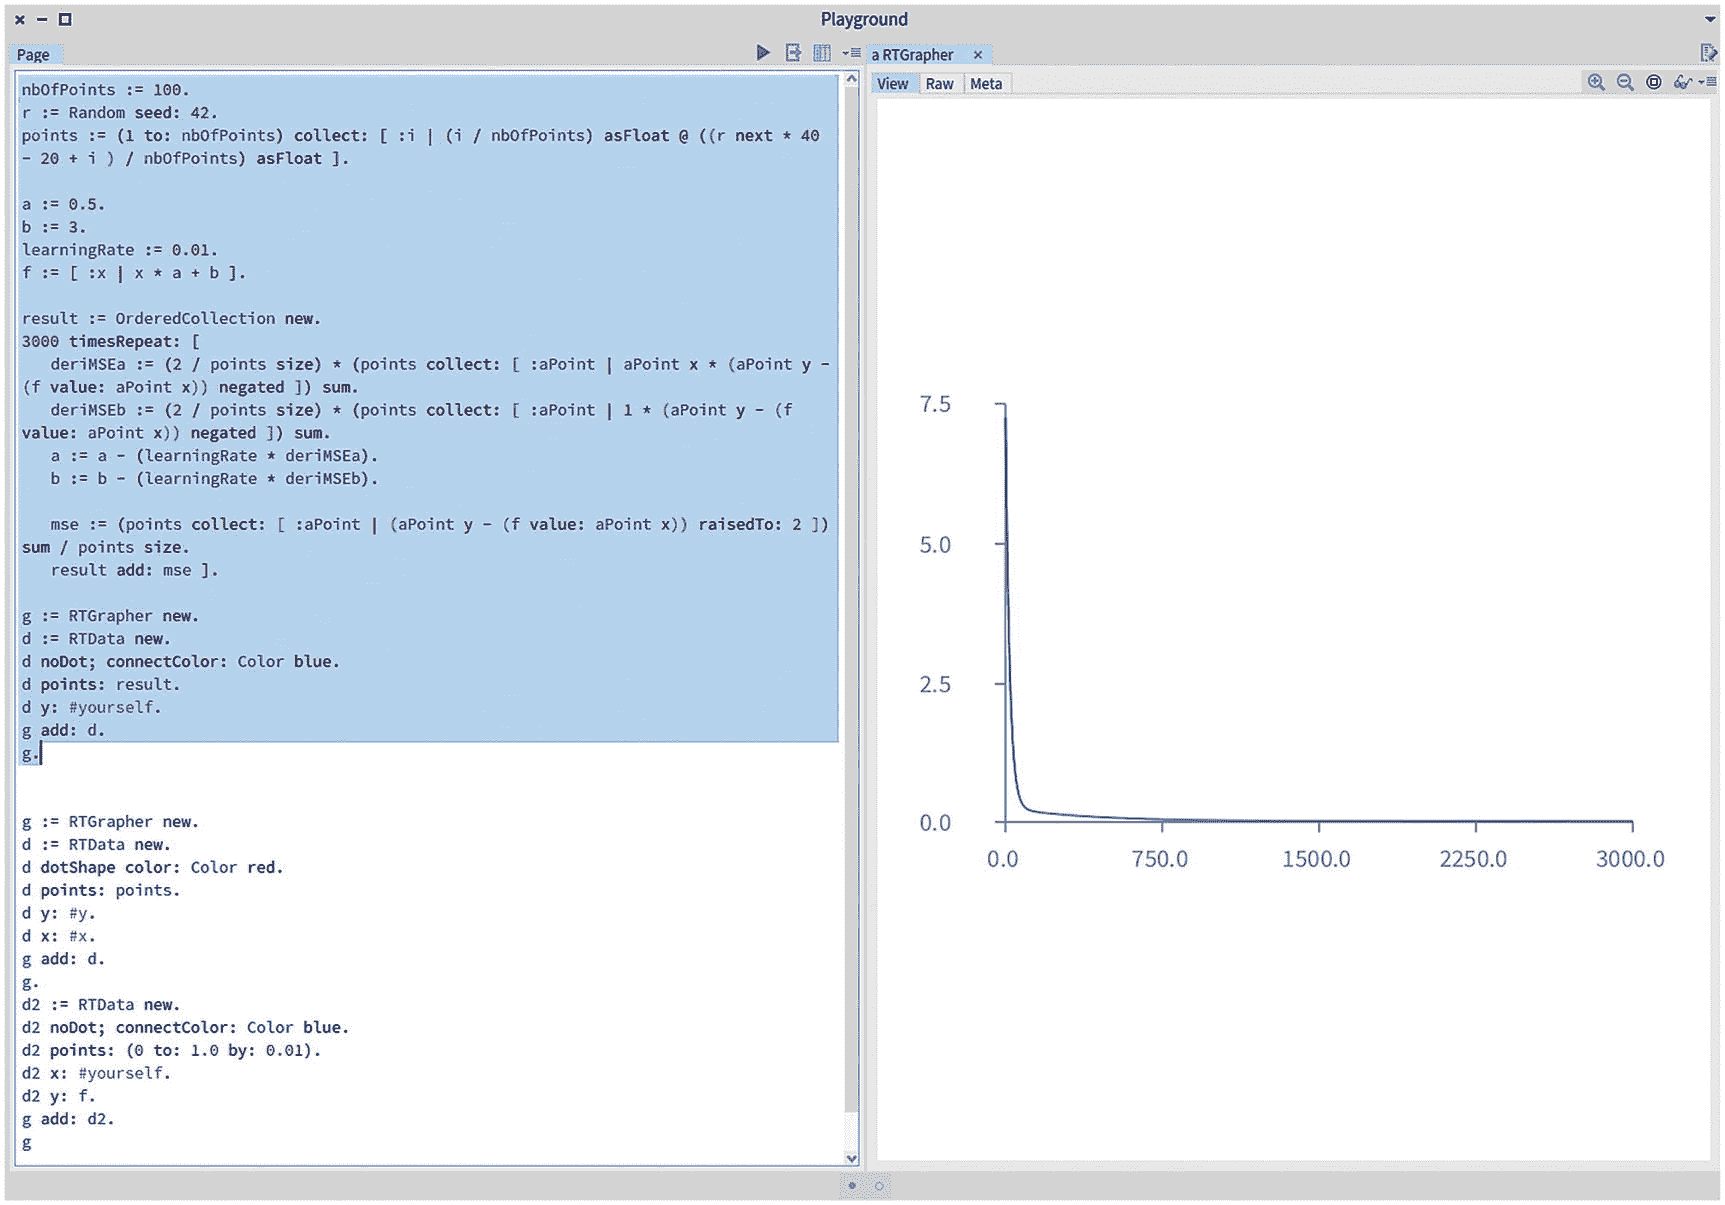 Playground
Page
nbOfPoints := 100.
r := Random seed: 42.
points := (1 to: nbOfPoints) collect: [ :i | (i / nbOfPoints) asFloat @ ((r next * 40
- 20 + i ) / nbOfPoints) asFloat ].
a := 0.5.
b := 3.
learningRate := 0.01.
f := [ :x | x * a + b ].
result := OrderedCollection new.
3000 timesRepeat: [
deriMSEa := (2 / points size) * (points collect: [ :aPoint | aPoint x * (aPoint y -
(f value: aPoint x)) negated ]) sum.
deriMSEb := (2 / points size) * (points collect: [ :aPoint | 1 * (aPoint y - (f
value: aPoint x)) negated ]) sum.
a := a - (learningRate * deriMSEa).
b := b - (learningRate * deriMSEb).
mse := (points collect: [ :aPoint | (aPoint y - (f value: aPoint x)) raisedTo: 2 ])
sum / points size.
result add: mse ].
g := RTGrapher new.
d := RTData new.
d noDot; connectColor: Color blue.
d points: result.
d y: #yourself.
g add: d.
g.
g := RTGrapher new.
d := RTData new.
d dotShape color: Color red.
d points: points.
d y: #y.
d x: #x.
g add: d.
g.
d2 := RTData new.
d2 noDot; connectColor: Color blue.
d2 points: (0 to: 1.0 by: 0.01).
d2 x: #yourself.
d2 y: f.
g add: d2.
g
a RTGrapher
View Raw Meta
7.5
5.0
2.5
0.0
0.0 750.0 1500.0 2250.0 3000.0